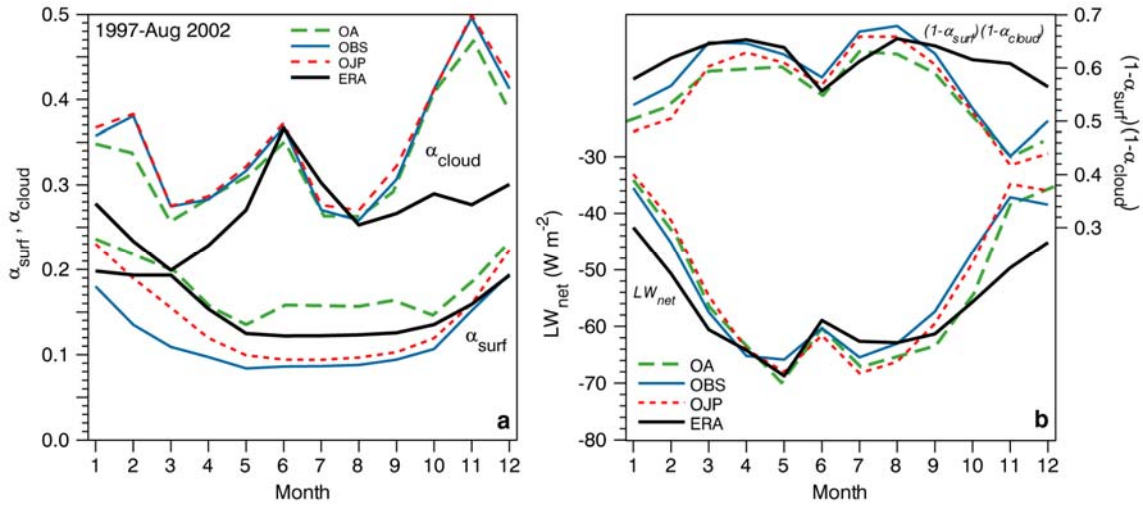 1997-Aug 2002
OA
OBS
OJP
ERA
α_cloud
α_surf
a
α_surf , α_cloud
0.5
0.4
0.3
0.2
0.1
0.0
1 2 3 4 5 6 7 8 9 10 11 12
Month
(1-α_surf)(1-α_cloud)
LW_net
OA
OBS
OJP
ERA
b
LW_net (W m⁻²)
-30
-40
-50
-60
-70
-80
0.7
0.6
0.5
0.4
0.3
(1-α_surf)(1-α_cloud)
1 2 3 4 5 6 7 8 9 10 11 12
Month